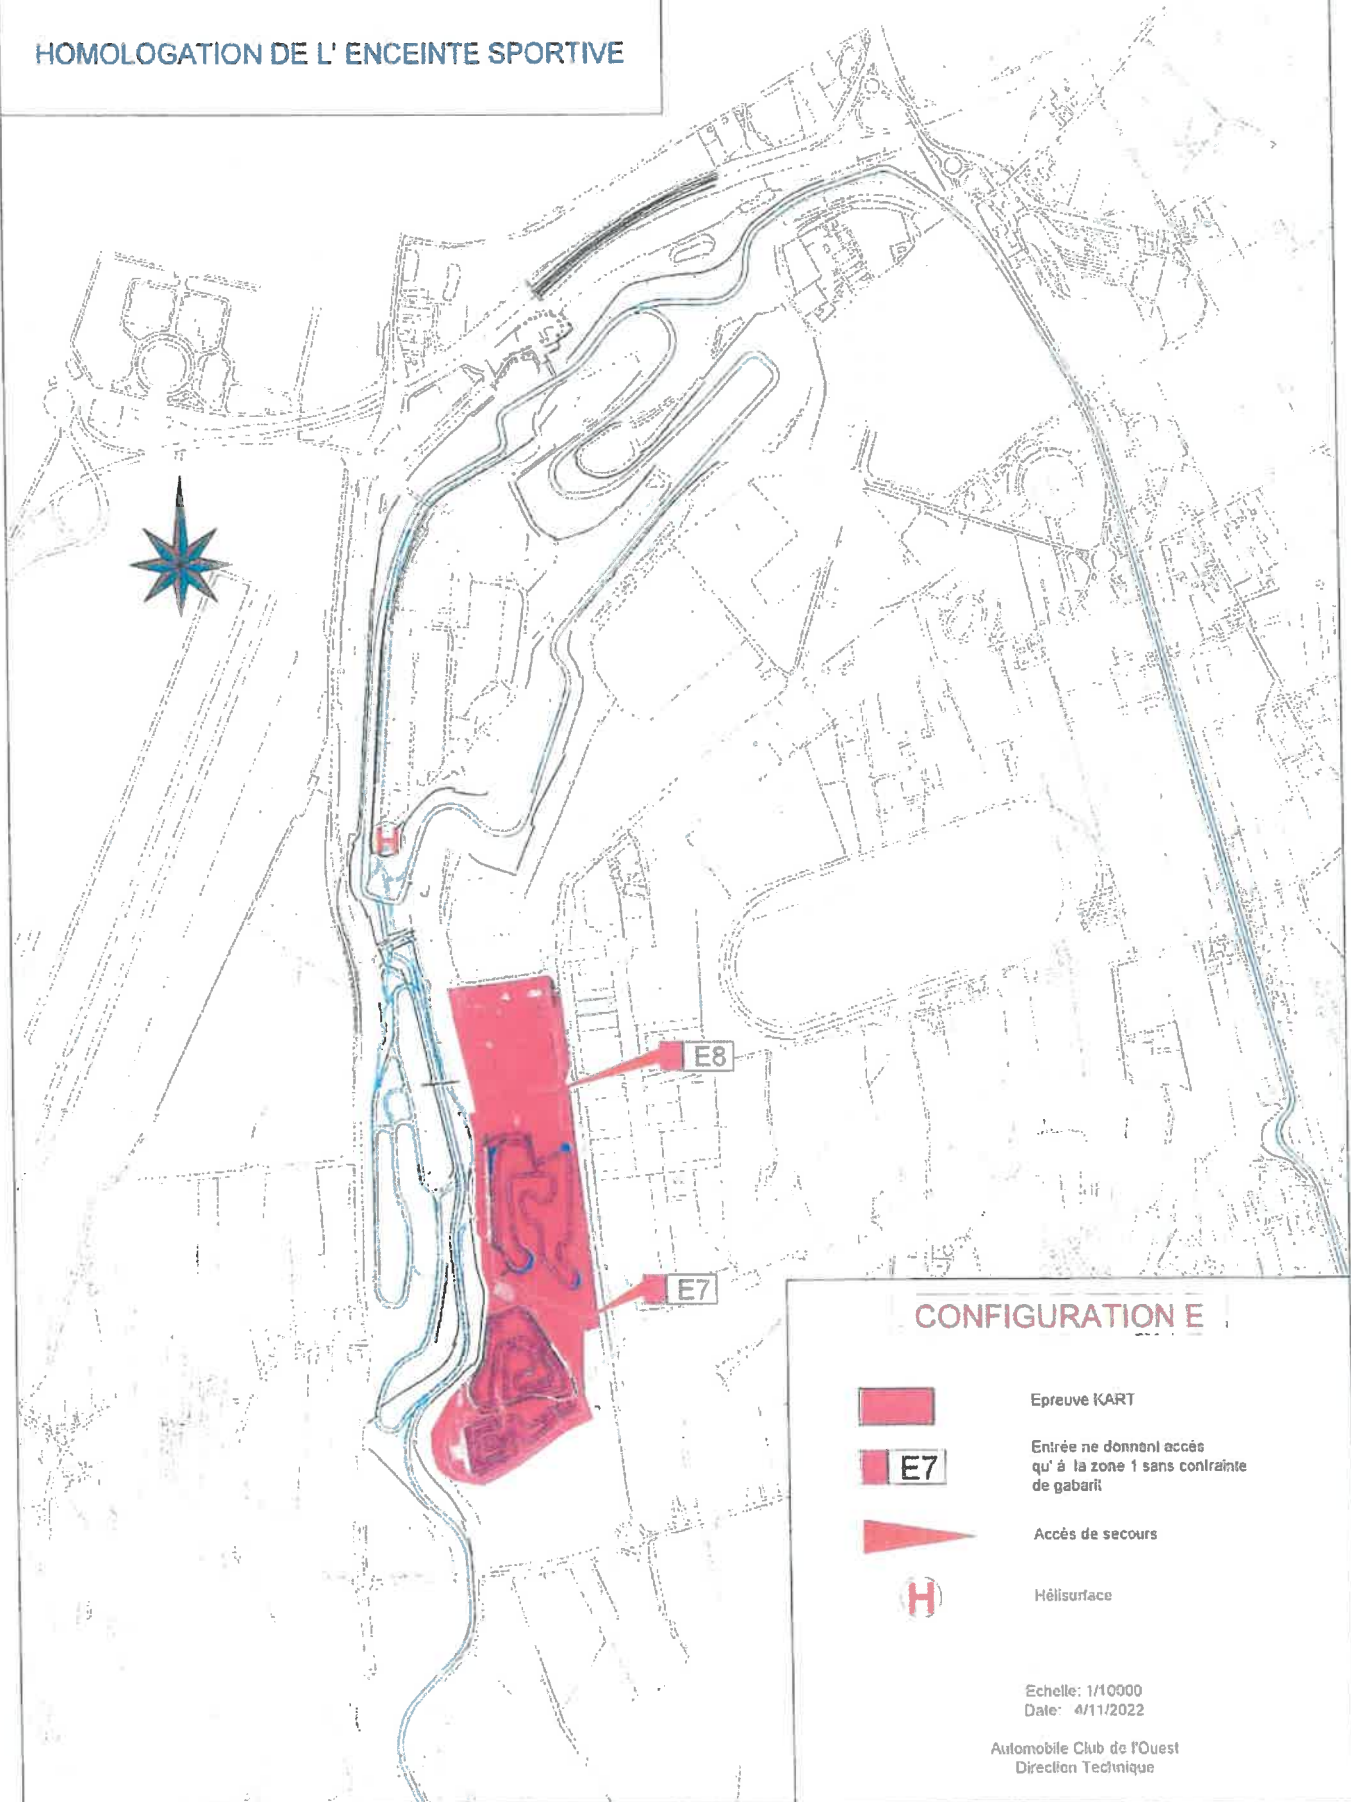 HOMOLOGATION DE L' ENCEINTE SPORTIVE
H
E8
E7
CONFIGURATION E
Epreuve KART
E7
Entrée ne donnant accès
qu' à la zone 1 sans contrainte
de gabarit
Accès de secours
H
Hélisurface
Echelle: 1/10000
Date: 4/11/2022
Automobile Club de l'Ouest
Direction Technique